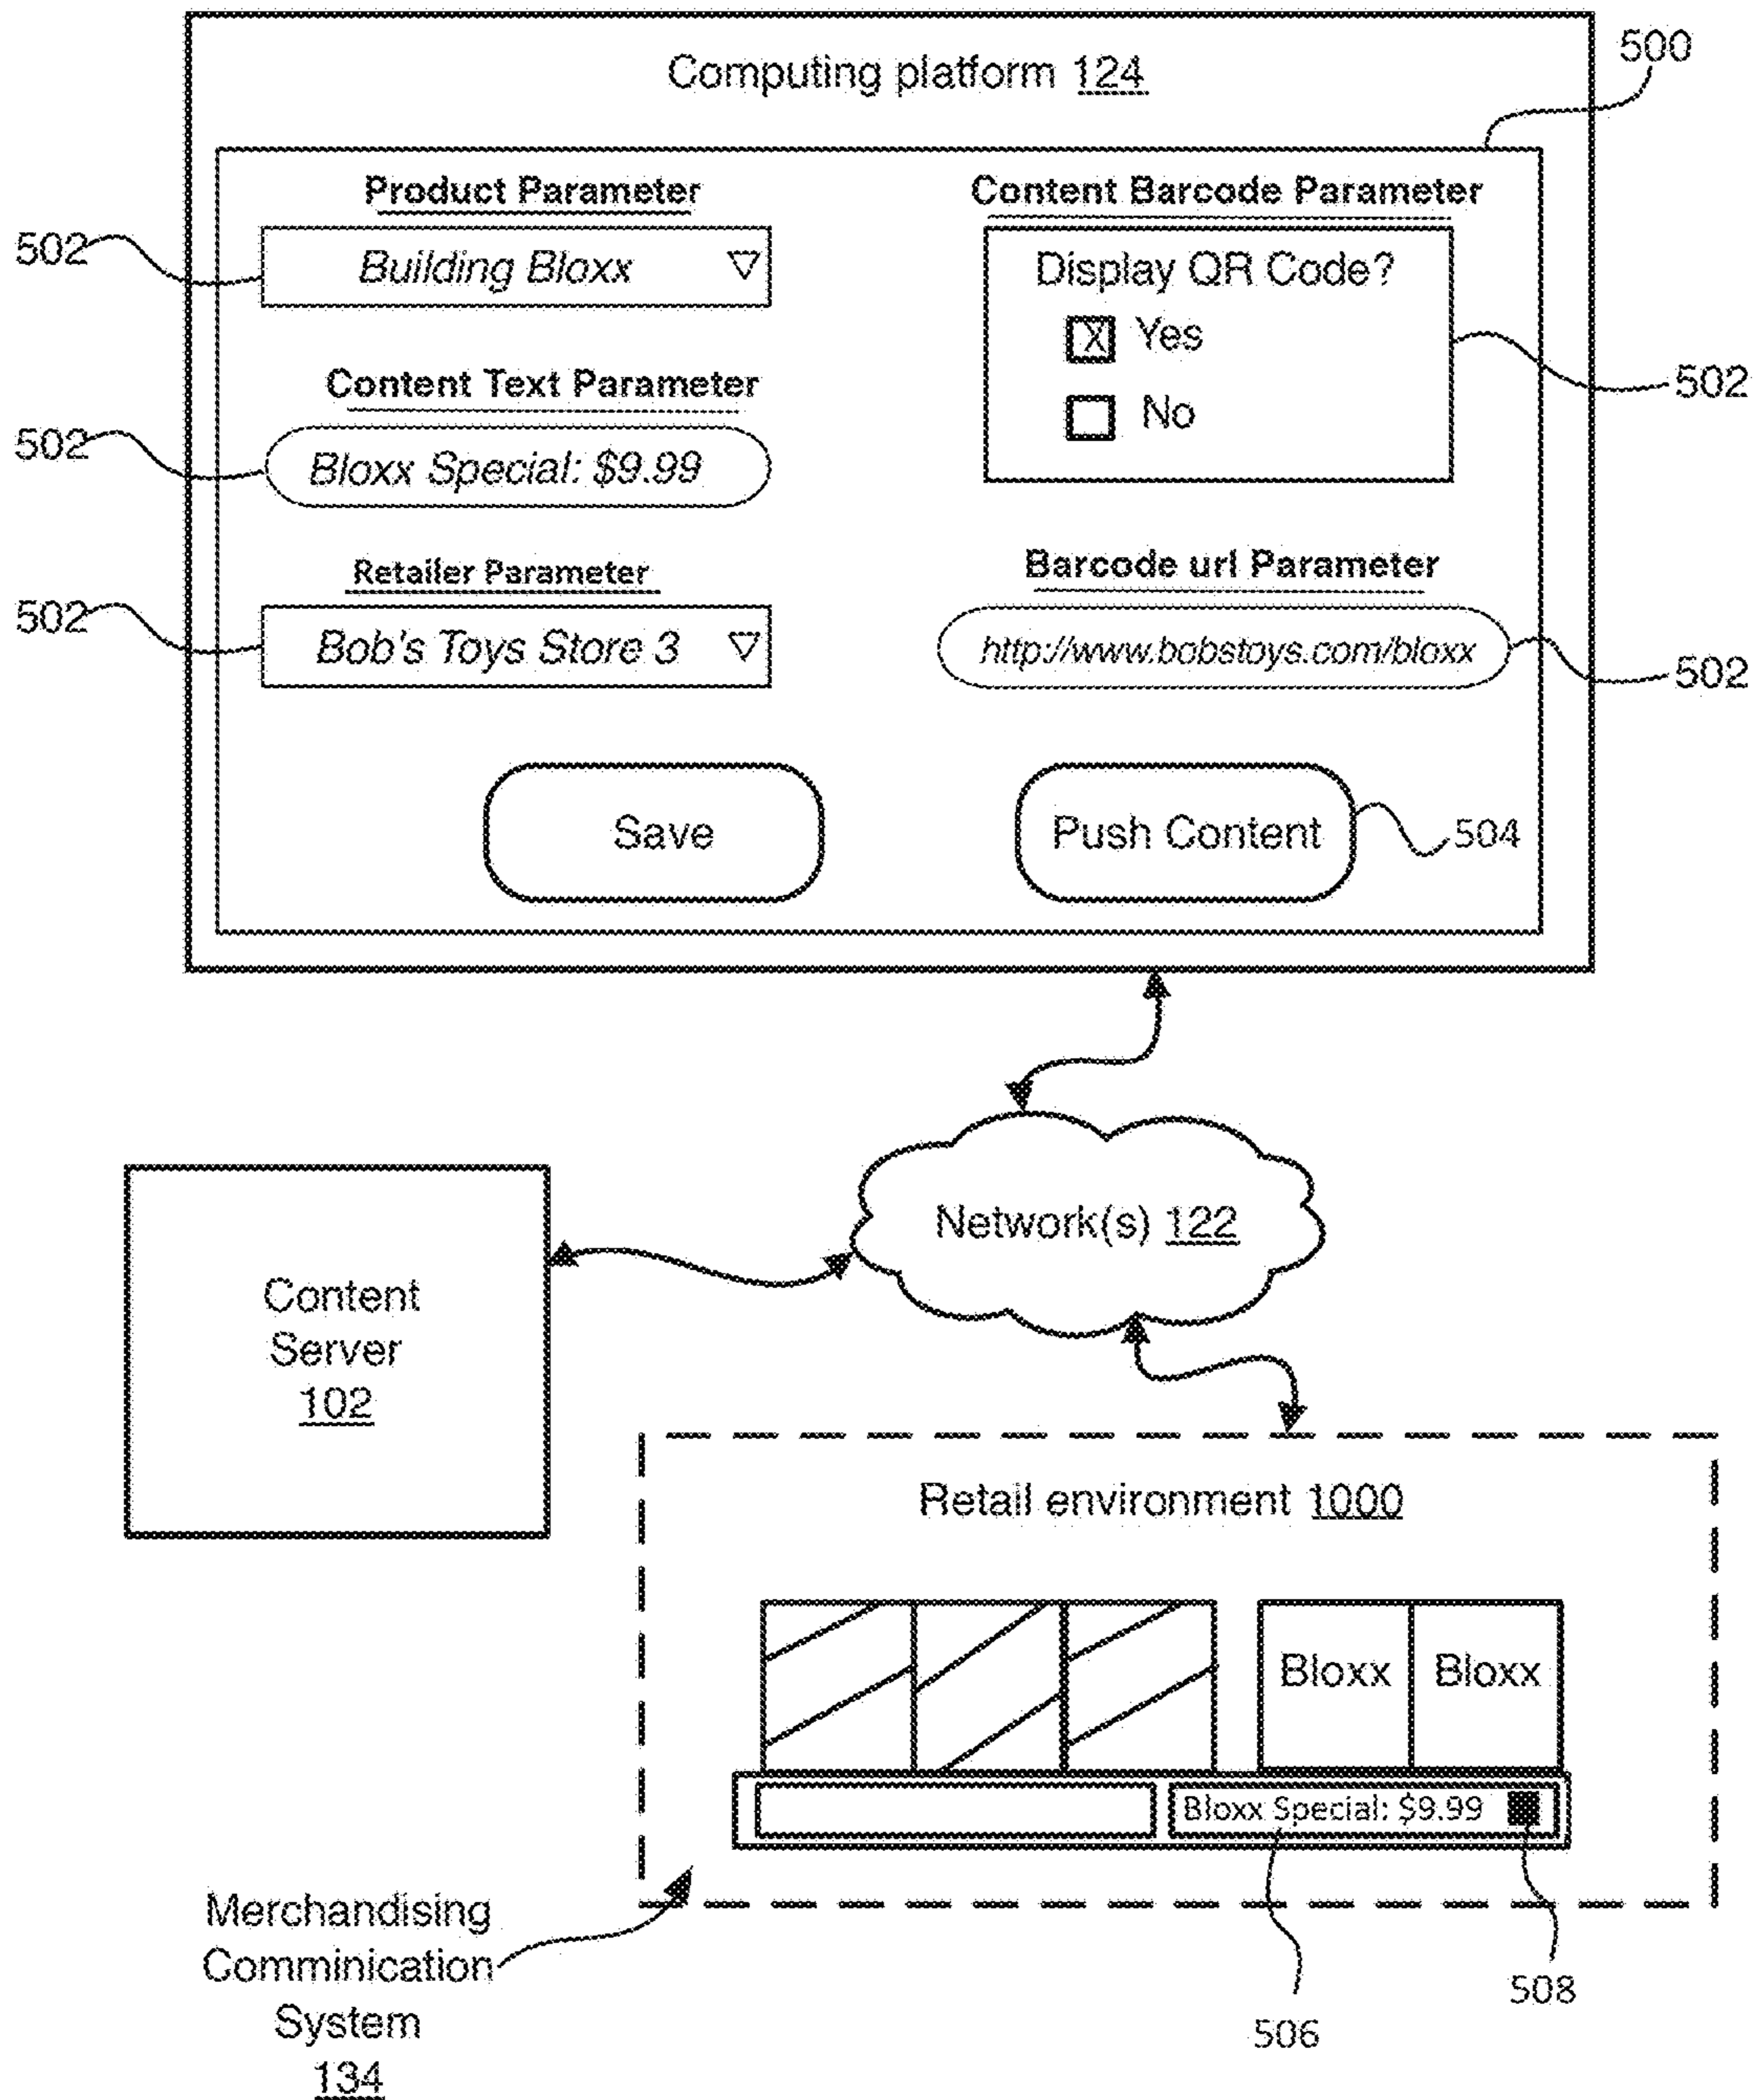 Computing platform 124
500
Product Parameter
Content Barcode Parameter
502
Building Bloxx
Display QR Code?
X Yes
No
502
Content Text Parameter
502
Bloxx Special: $9.99
Retailer Parameter
Barcode url Parameter
502
Bob's Toys Store 3
http://www.bobstoys.com/bloxx
502
Save
Push Content
504
Network(s) 122
Content
Server
102
Retail environment 1000
Bloxx
Bloxx
Bloxx Special: $9.99
Merchandising
Comminication
System
134
506
508